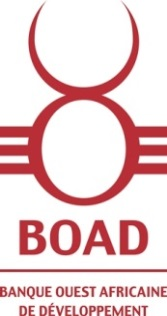 BOAD
BANQUE OUEST AFRICAINE
DE DÉVELOPPEMENT